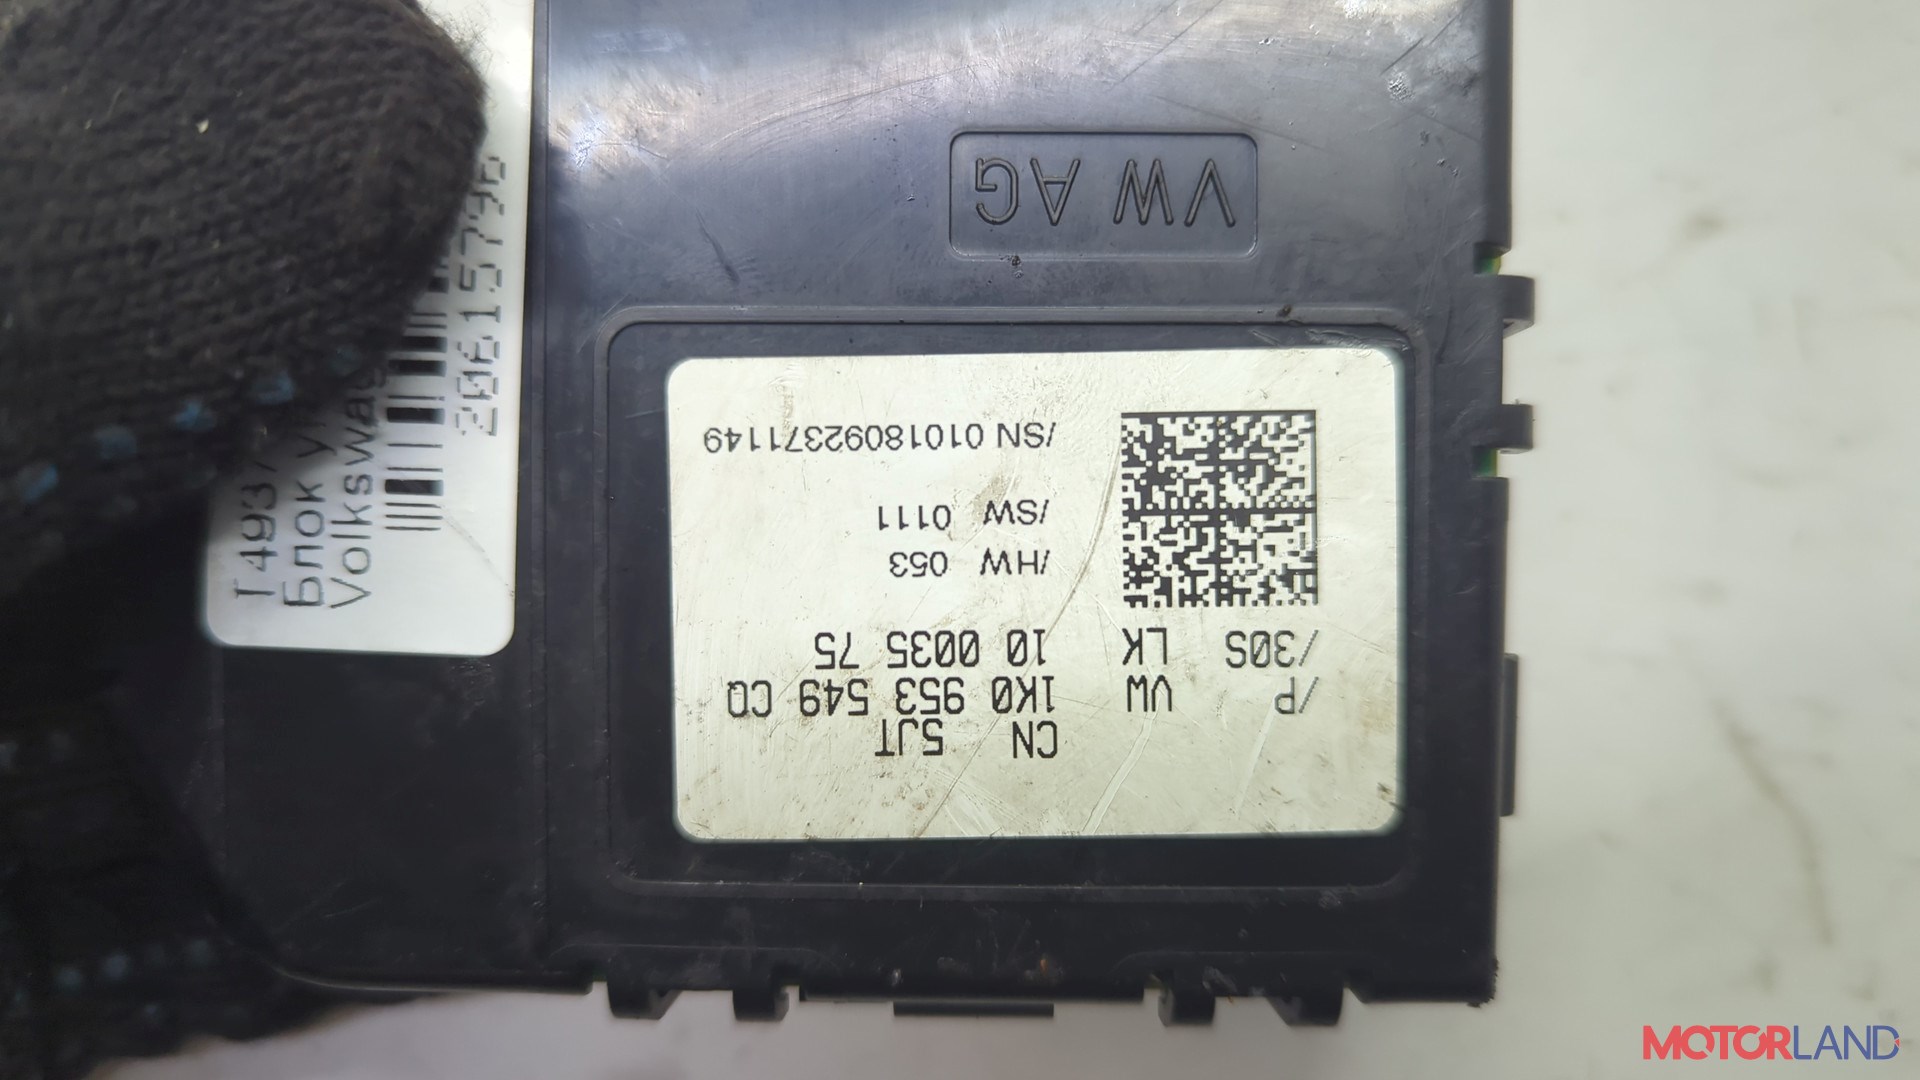 VW AG
CN 5JT
/P VW 1K0 953 549 CQ
/30S LK 10 0035 75
/HW 053
/SW 0111
/SN 01018092371149
Блок
Volkswag
MOTORLAND